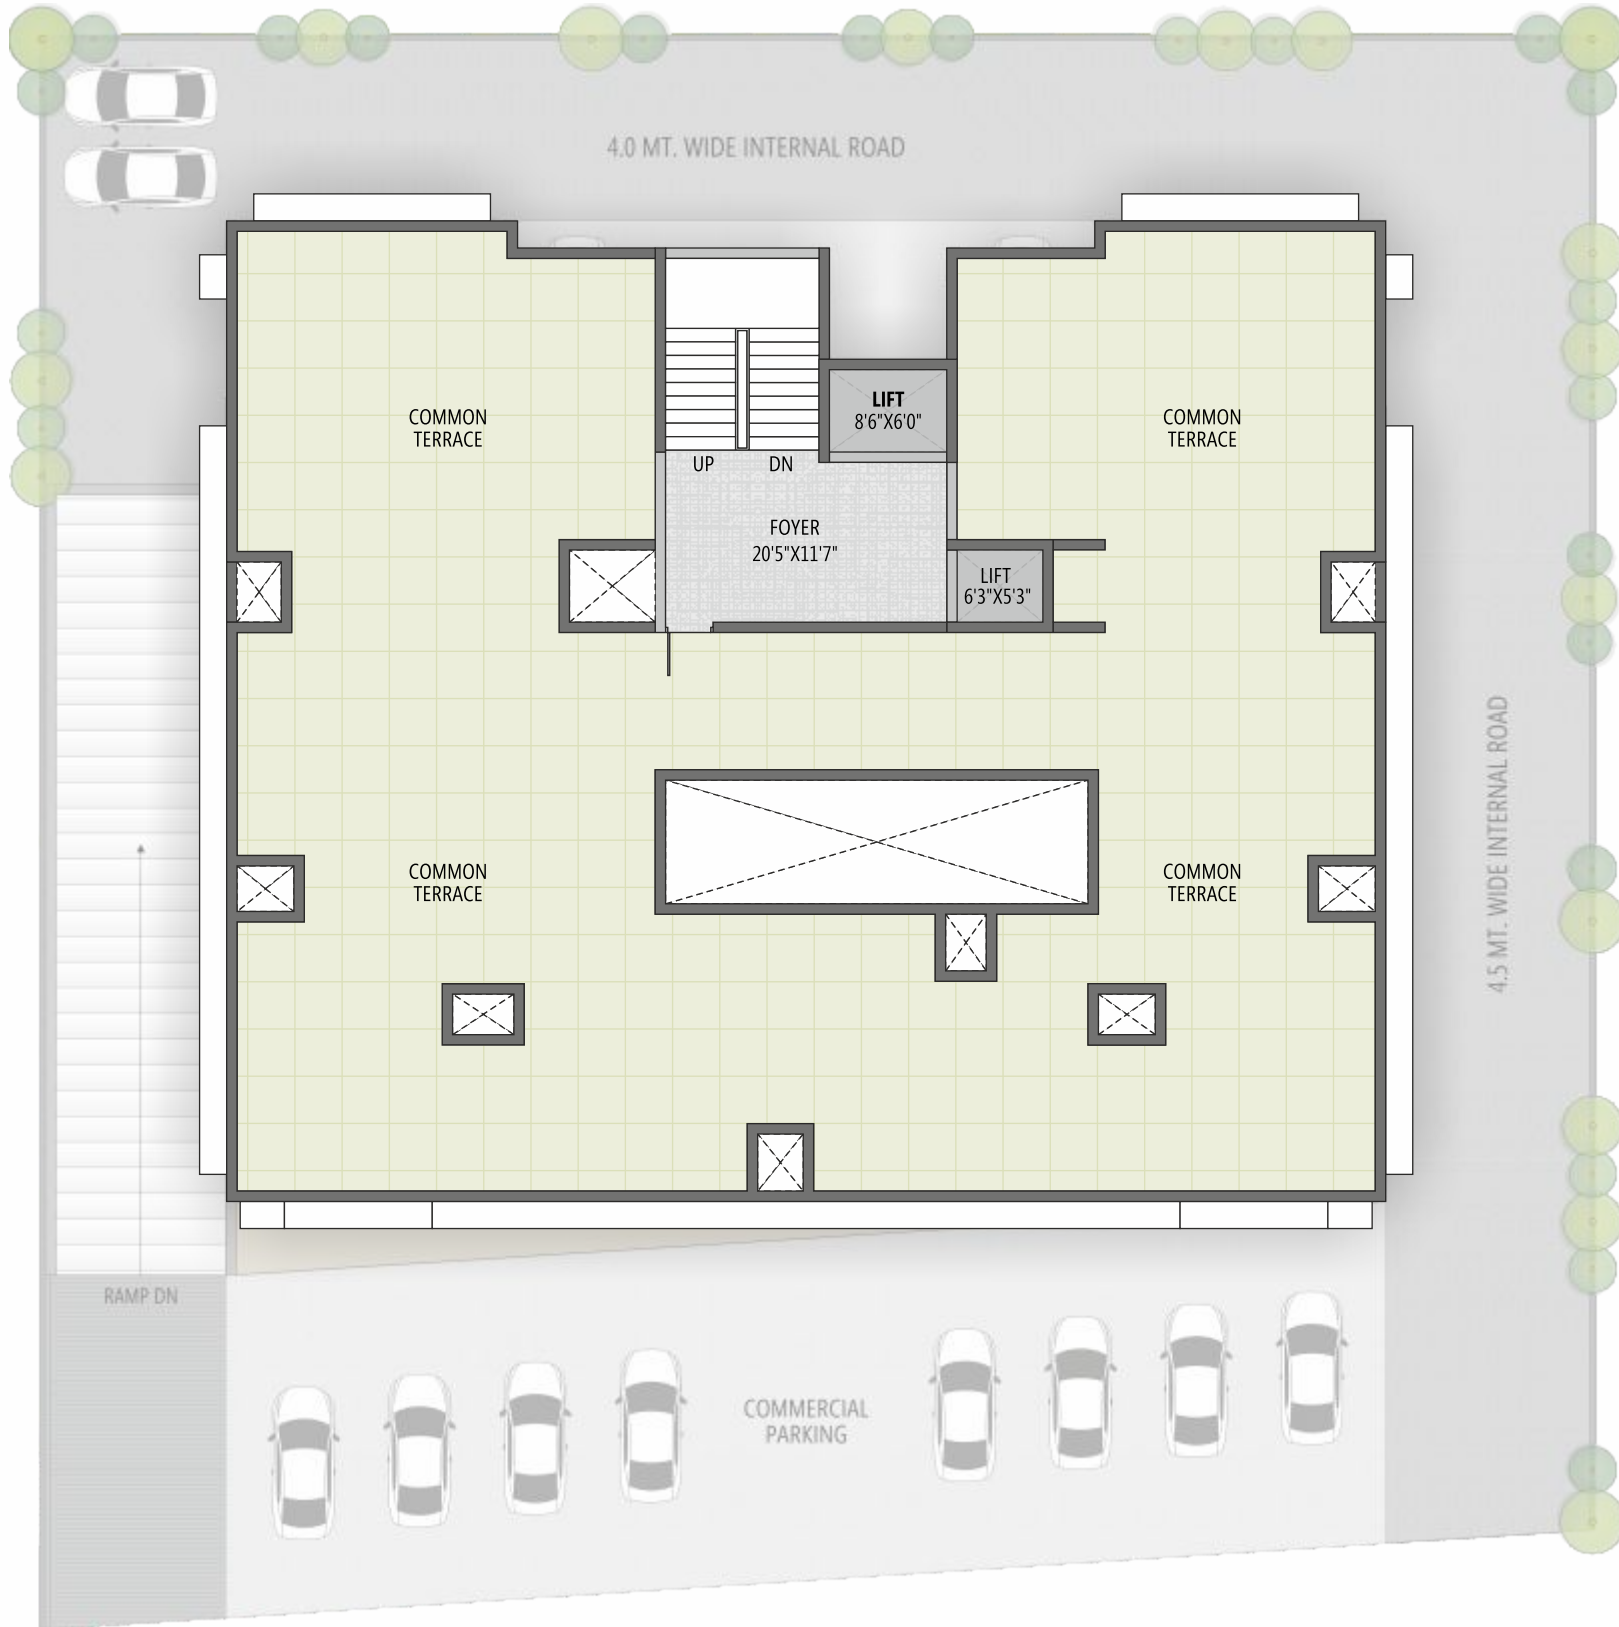 4.0 MT. WIDE INTERNAL ROAD
LIFT
8'6"X6'0"
COMMON
TERRACE
COMMON
TERRACE
UP
DN
FOYER
20'5"X11'7"
LIFT
6'3"X5'3"
4.5 MT. WIDE INTERNAL ROAD
COMMON
TERRACE
COMMON
TERRACE
RAMP DN
COMMERCIAL
PARKING